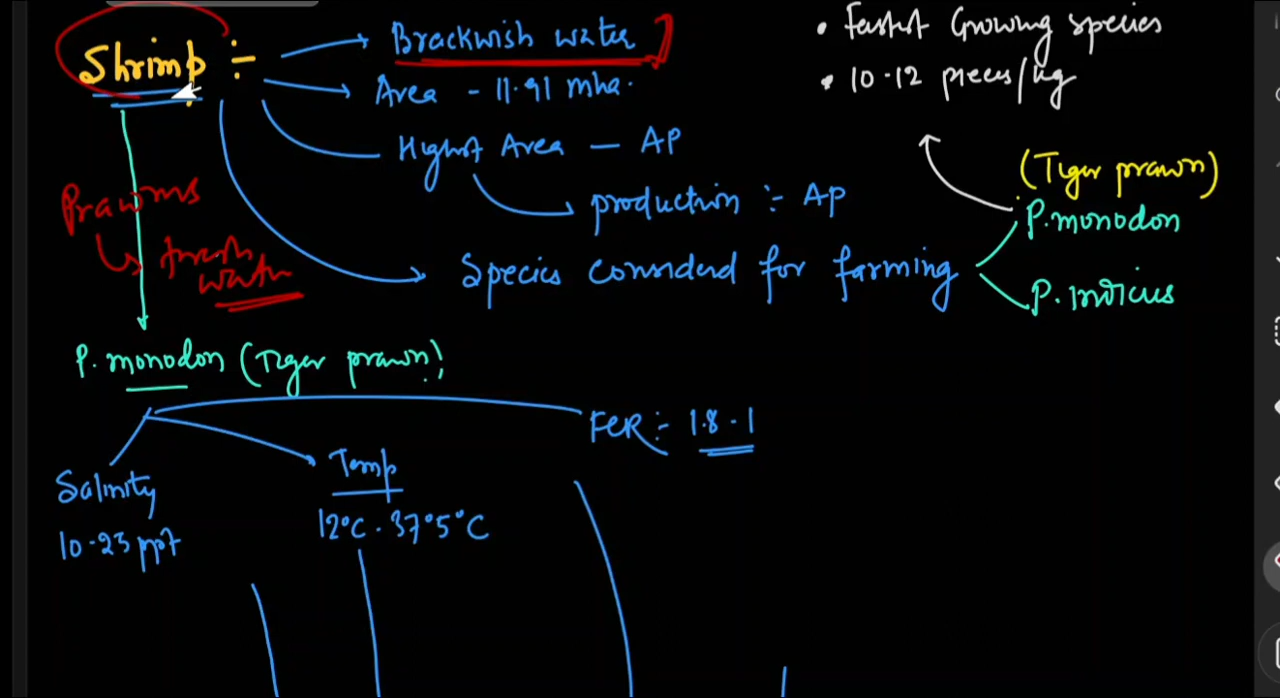 Shrimp :-
Brackwish water
Area - 11.91 mha.
Highest Area — AP
production :- AP
Species considerd for farming
P. monodon
(Tiger prawn)
P. indicus
• Fastest Growing species
• 10-12 pieces/kg
Prawns
fresh
water
P. monodon (Tiger prawn)
Salinity
10-25 ppt
Temp
12°C - 37.5°C
FCR :- 1.8-1